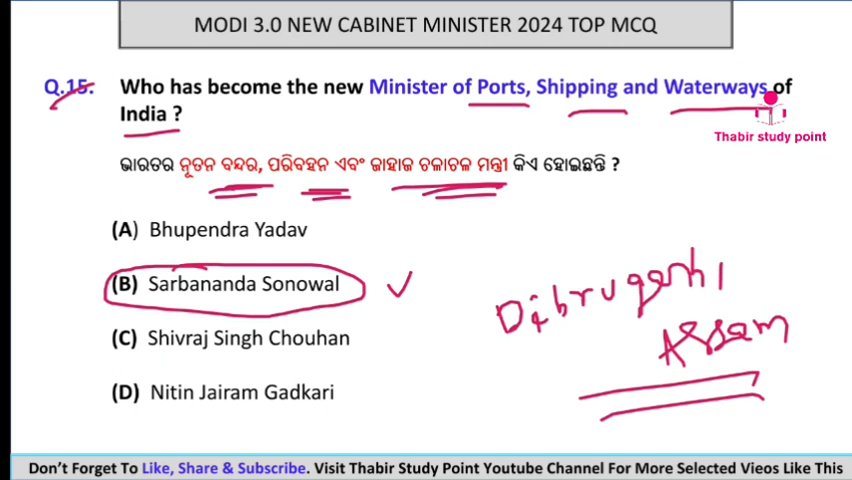 MODI 3.0 NEW CABINET MINISTER 2024 TOP MCQ
Q.15. Who has become the new Minister of Ports, Shipping and Waterways of
India ?
Thabir study point
ଭାରତର ନୂତନ ବନ୍ଦର, ପରିବହନ ଏବଂ ଜାହାଜ ଚଳାଚଳ ମନ୍ତ୍ରୀ କିଏ ହୋଇଛନ୍ତି ?
(A) Bhupendra Yadav
(B) Sarbananda Sonowal
(C) Shivraj Singh Chouhan
(D) Nitin Jairam Gadkari
Dibrugarh,
Assam
Don't Forget To Like, Share & Subscribe. Visit Thabir Study Point Youtube Channel For More Selected Vieos Like This